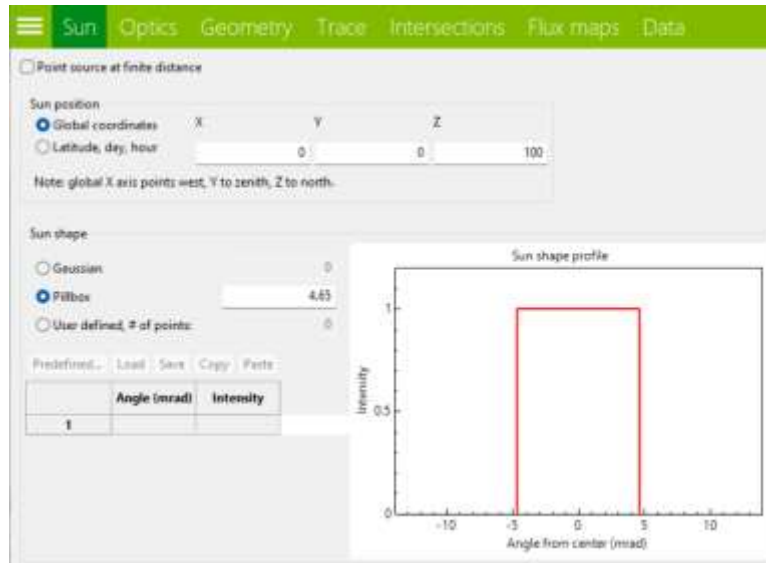 Sun Optics Geometry Trace Intersections Flux maps Data
Point source at finite distance
Sun position
Global coordinates X Y Z
Latitude, day, hour 0 0 100
Note: global X axis points west, Y to zenith, Z to north.
Sun shape
Gaussian 0
Pillbox 4.65
User defined, # of points: 0
Predefined... Load Save Copy Paste
Angle (mrad) Intensity
1
Sun shape profile
1
0.5
0
Intensity
-10 -5 0 5 10
Angle from center (mrad)